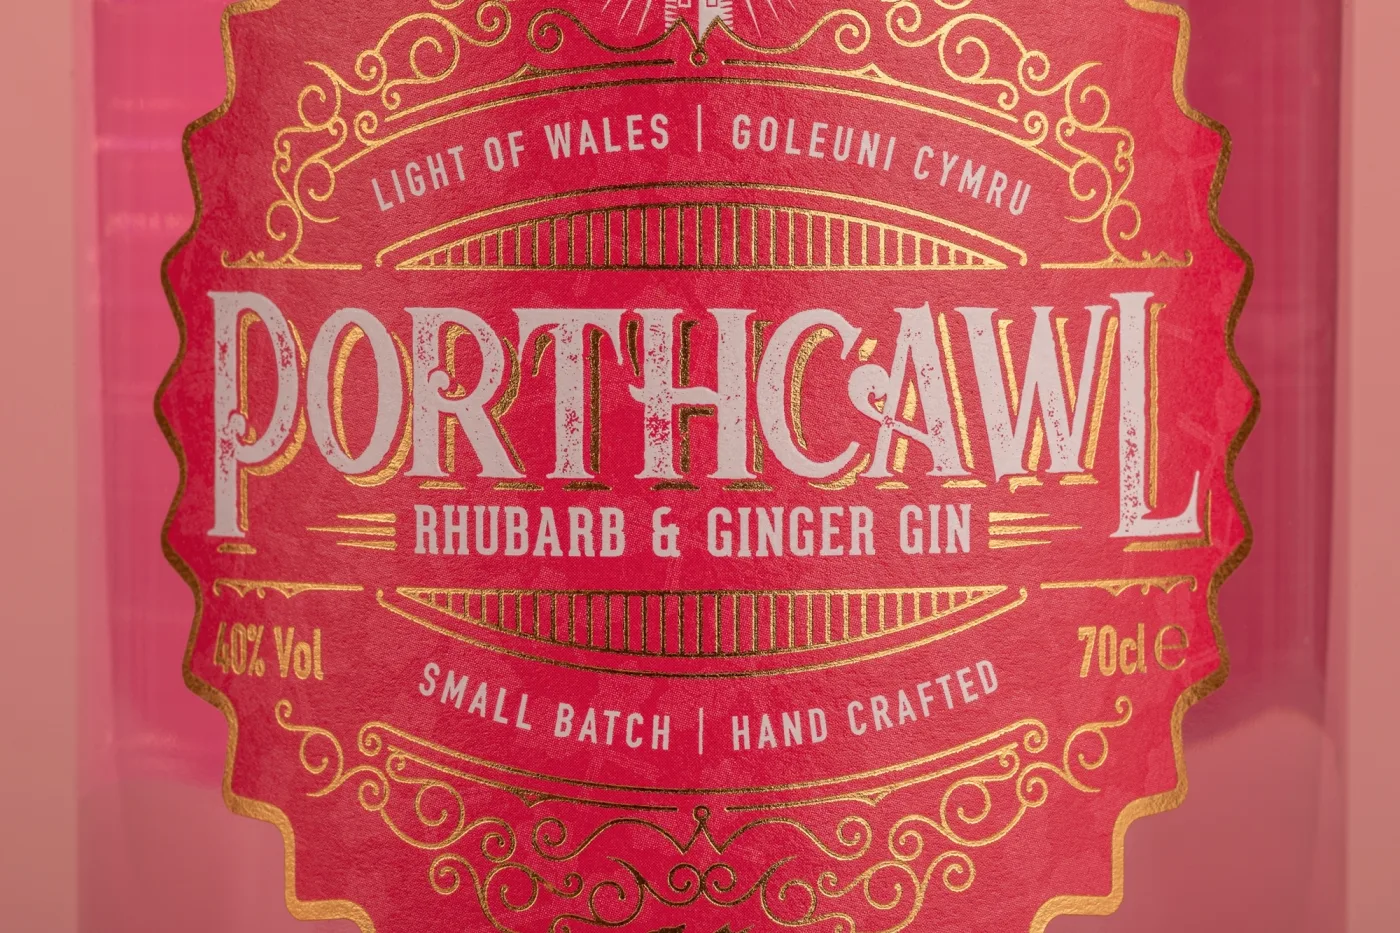 LIGHT OF WALES | GOLEUNI CYMRU
PORTHCAWL
RHUBARB & GINGER GIN
40% Vol
70cl ℮
SMALL BATCH | HAND CRAFTED